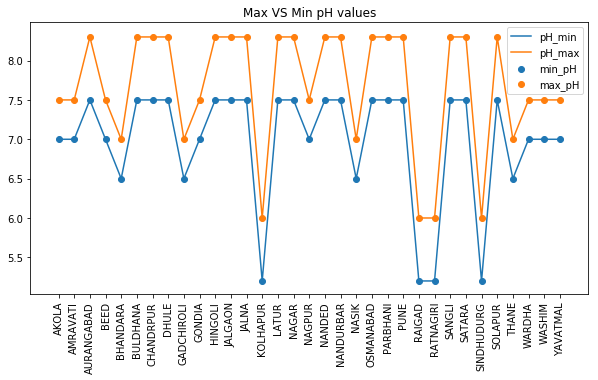 Max VS Min pH values
pH_min
pH_max
min_pH
max_pH
8.0
7.5
7.0
6.5
6.0
5.5
AKOLA
AMRAVATI
AURANGABAD
BEED
BHANDARA
BULDHANA
CHANDRPUR
DHULE
GADCHIROLI
GONDIA
HINGOLI
JALGAON
JALNA
KOLHAPUR
LATUR
NAGAR
NAGPUR
NANDED
NANDURBAR
NASIK
OSMANABAD
PARBHANI
PUNE
RAIGAD
RATNAGRI
SANGLI
SATARA
SINDHUDURG
SOLAPUR
THANE
WARDHA
WASHIM
YAVATMAL